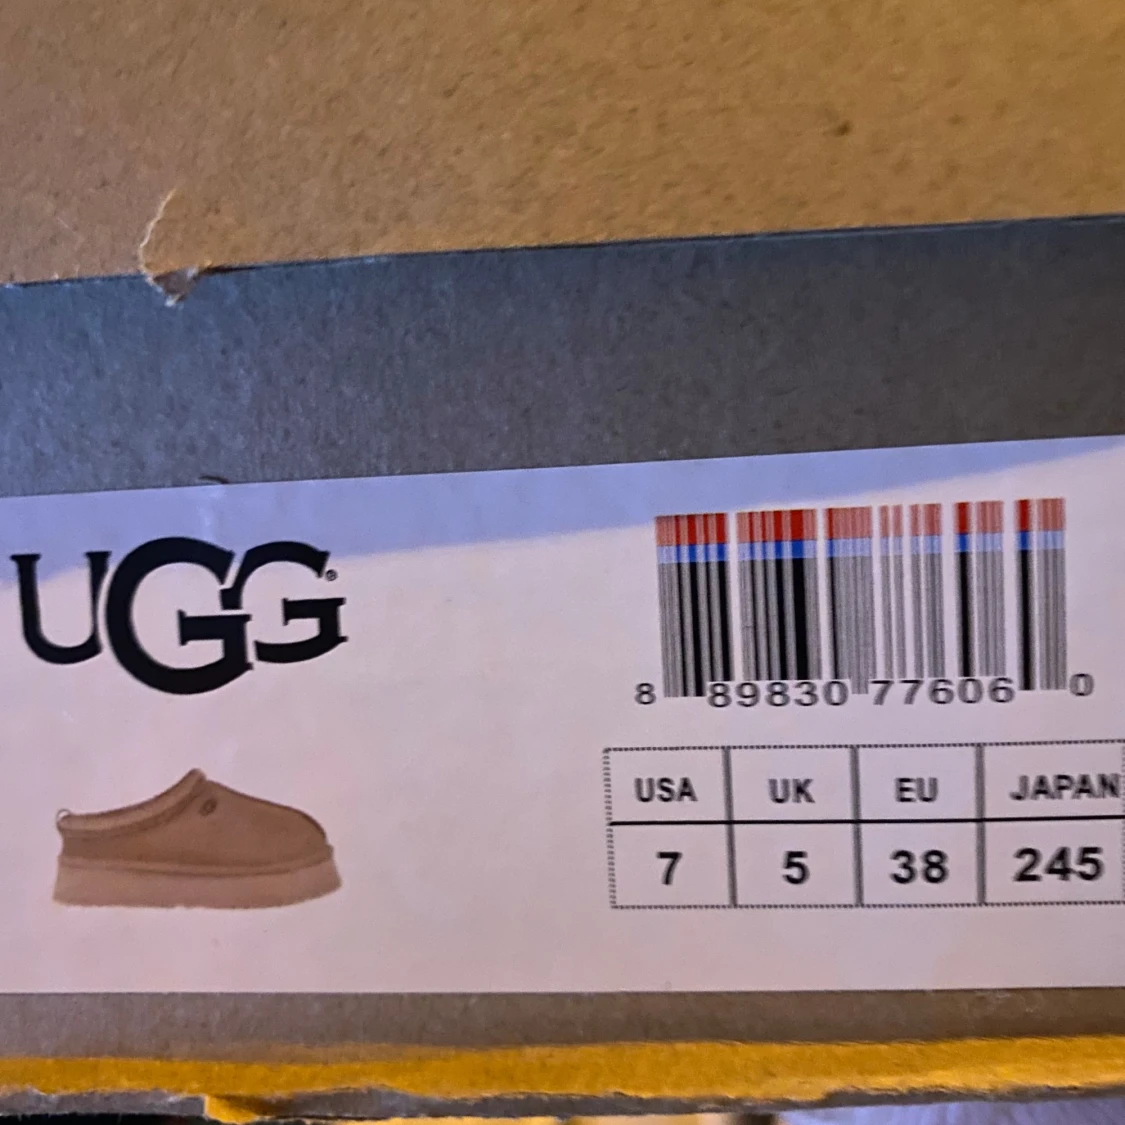 UGG®
8 89830 77606 0
USA UK EU JAPAN
7 5 38 245